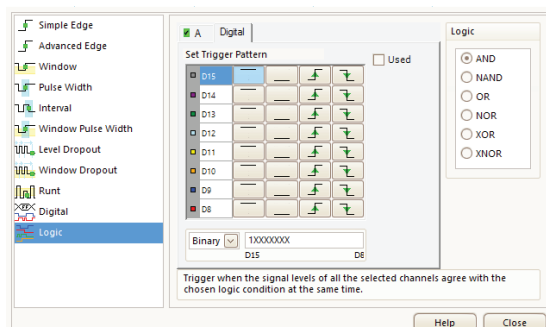 Simple Edge
Advanced Edge
Window
Pulse Width
Interval
Window Pulse Width
Level Dropout
Window Dropout
Runt
Digital
Logic
A Digital
Set Trigger Pattern
Used
D15
D14
D13
D12
D11
D10
D9
D8
Binary 1XXXXXXX
D15 D8
Logic
AND
NAND
OR
NOR
XOR
XNOR
Trigger when the signal levels of all the selected channels agree with the
chosen logic condition at the same time.
Help Close